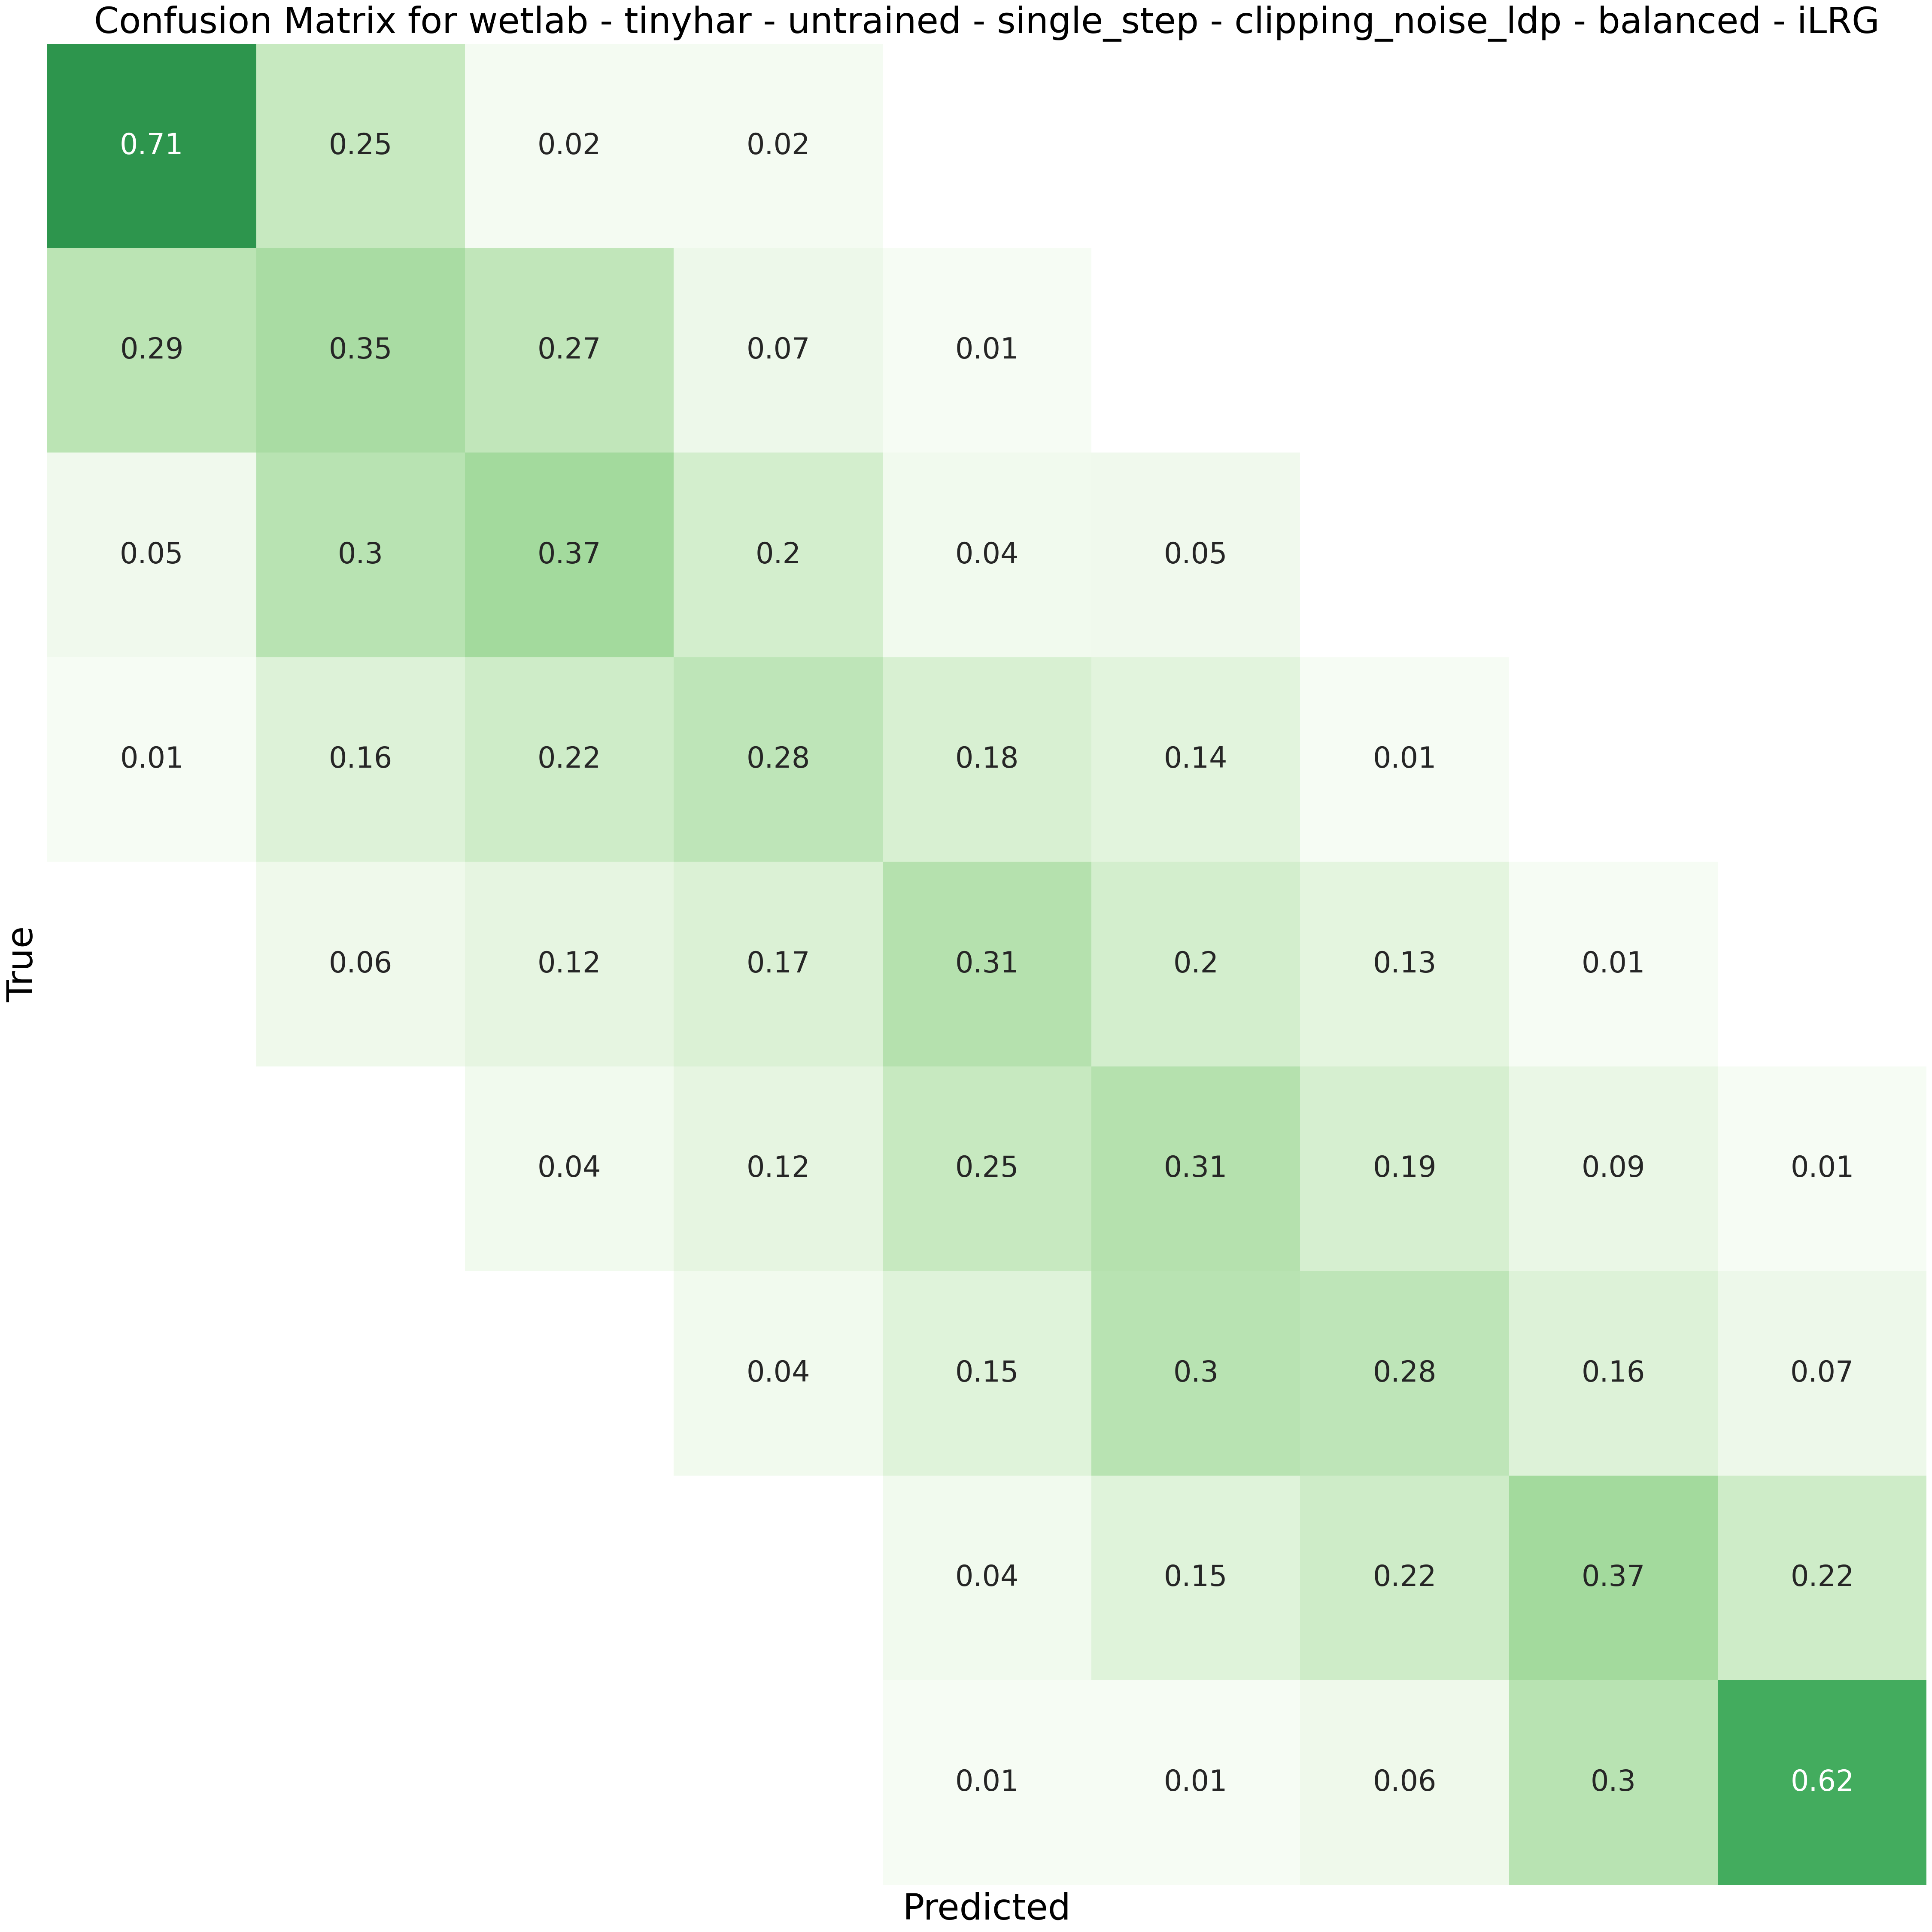 Confusion Matrix for wetlab - tinyhar - untrained - single_step - clipping_noise_ldp - balanced - iLRG
0.71 0.25 0.02 0.02
0.29 0.35 0.27 0.07 0.01
0.05 0.3 0.37 0.2 0.04 0.05
0.01 0.16 0.22 0.28 0.18 0.14 0.01
0.06 0.12 0.17 0.31 0.2 0.13 0.01
0.04 0.12 0.25 0.31 0.19 0.09 0.01
0.04 0.15 0.3 0.28 0.16 0.07
0.04 0.15 0.22 0.37 0.22
0.01 0.01 0.06 0.3 0.62
True
Predicted